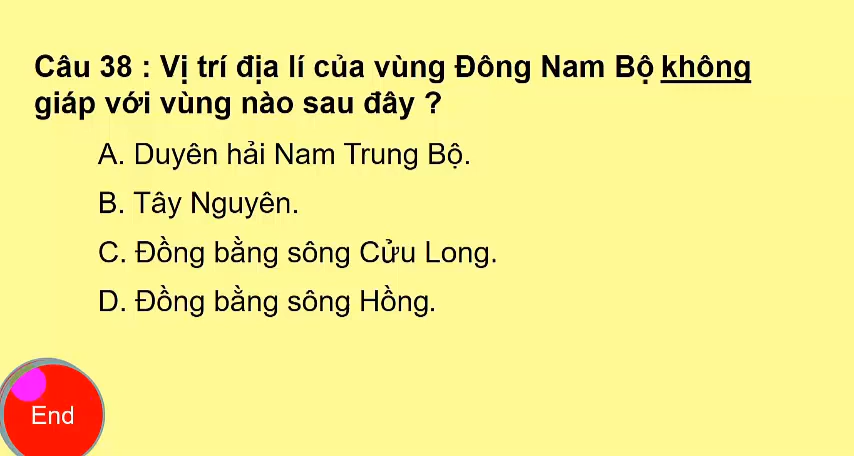 Câu 38 : Vị trí địa lí của vùng Đông Nam Bộ không
giáp với vùng nào sau đây ?
A. Duyên hải Nam Trung Bộ.
B. Tây Nguyên.
C. Đồng bằng sông Cửu Long.
D. Đồng bằng sông Hồng.
End